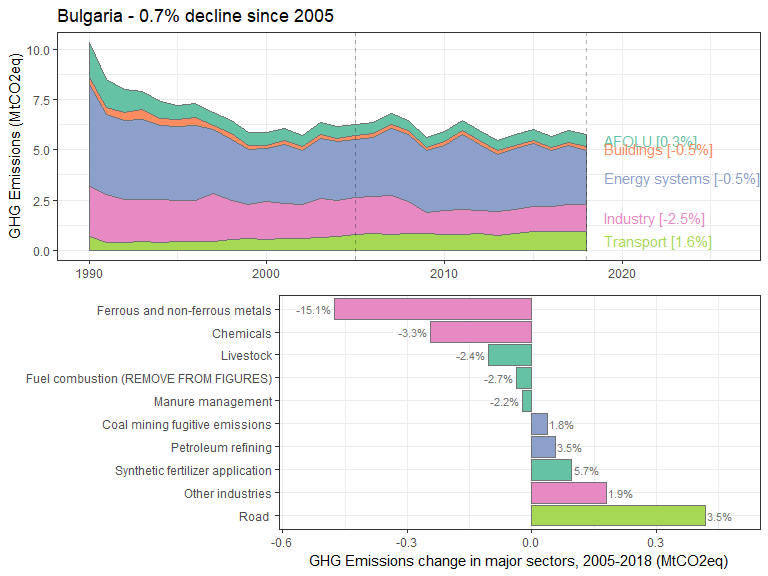 Bulgaria - 0.7% decline since 2005
GHG Emissions (MtCO2eq)
10.0
7.5
5.0
2.5
0.0
AFOLU [0.3%]
Buildings [-0.5%]
Energy systems [-0.5%]
Industry [-2.5%]
Transport [1.6%]
1990 2000 2010 2020
Ferrous and non-ferrous metals -15.1%
Chemicals -3.3%
Livestock -2.4%
Fuel combustion (REMOVE FROM FIGURES) -2.7%
Manure management -2.2%
Coal mining fugitive emissions 1.8%
Petroleum refining 3.5%
Synthetic fertilizer application 5.7%
Other industries 1.9%
Road 3.5%
-0.6 -0.3 0.0 0.3
GHG Emissions change in major sectors, 2005-2018 (MtCO2eq)